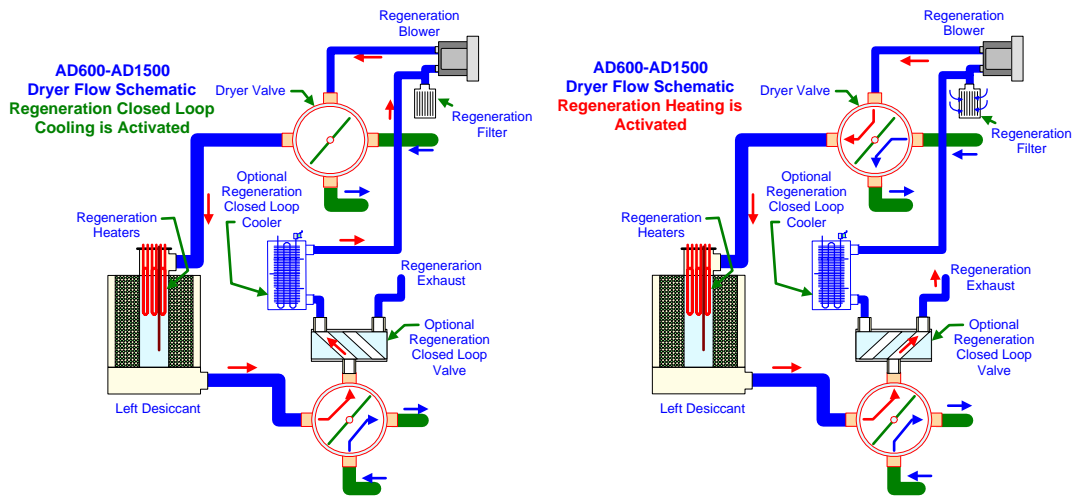 Regeneration
Blower
AD600-AD1500
Dryer Flow Schematic
Regeneration Closed Loop
Cooling is Activated
Dryer Valve
Regeneration
Filter
Optional
Regeneration
Closed Loop
Cooler
Regeneration
Heaters
Regenerarion
Exhaust
Optional
Regeneration
Closed Loop
Valve
Left Desiccant
Regeneration
Blower
AD600-AD1500
Dryer Flow Schematic
Regeneration Heating is
Activated
Dryer Valve
Regeneration
Filter
Optional
Regeneration
Closed Loop
Cooler
Regeneration
Heaters
Regeneration
Exhaust
Optional
Regeneration
Closed Loop
Valve
Left Desiccant